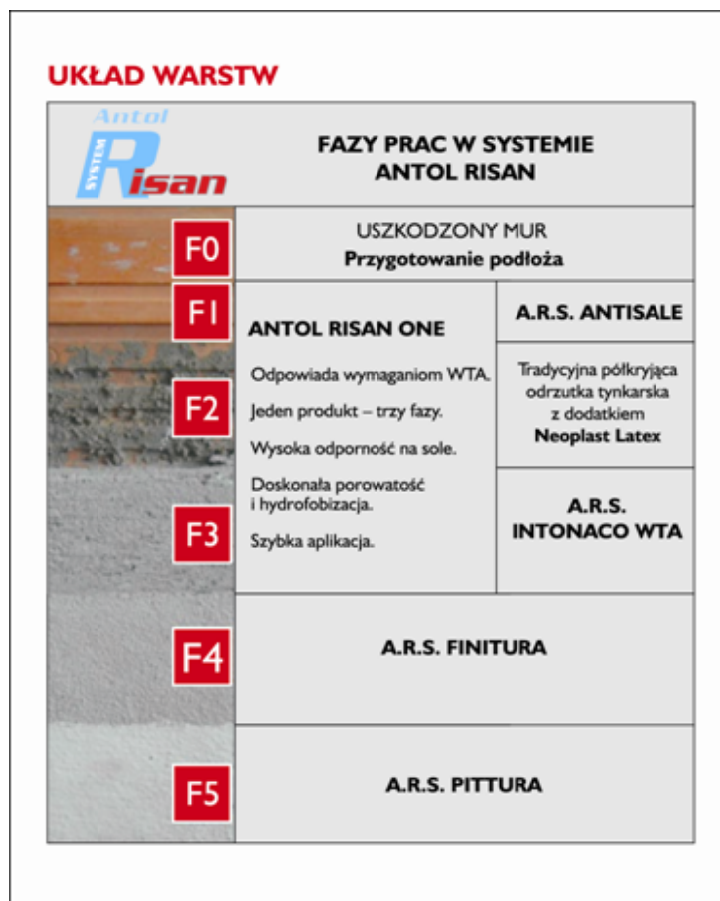 UKŁAD WARSTW
Antol
SYSTEM
Risan
FAZY PRAC W SYSTEMIE
ANTOL RISAN
F0
USZKODZONY MUR
Przygotowanie podłoża
F1
ANTOL RISAN ONE
Odpowiada wymaganiom WTA.
Jeden produkt – trzy fazy.
Wysoka odporność na sole.
Doskonała porowatość
i hydrofobizacja.
Szybka aplikacja.
A.R.S. ANTISALE
F2
Tradycyjna półkryjąca
odrzutka tynkarska
z dodatkiem
Neoplast Latex
F3
A.R.S.
INTONACO WTA
F4
A.R.S. FINITURA
F5
A.R.S. PITTURA